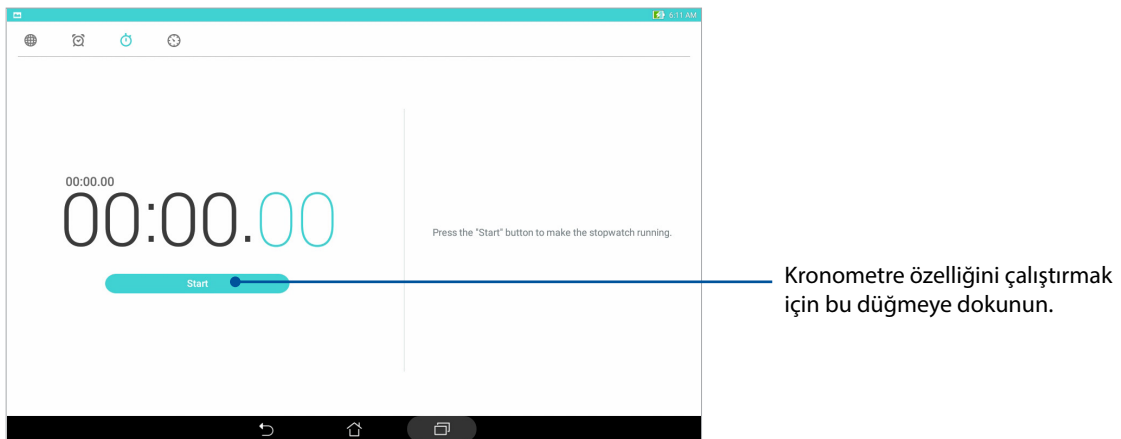 6:11 AM
00:00.00
00:00.00
Press the "Start" button to make the stopwatch running.
Start
Kronometre özelliğini çalıştırmak
için bu düğmeye dokunun.